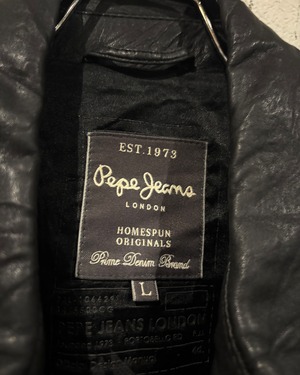 EST. 1973
Pepe Jeans
LONDON
HOMESPUN
ORIGINALS
Prime Denim Brand
L
PEPE JEANS LONDON